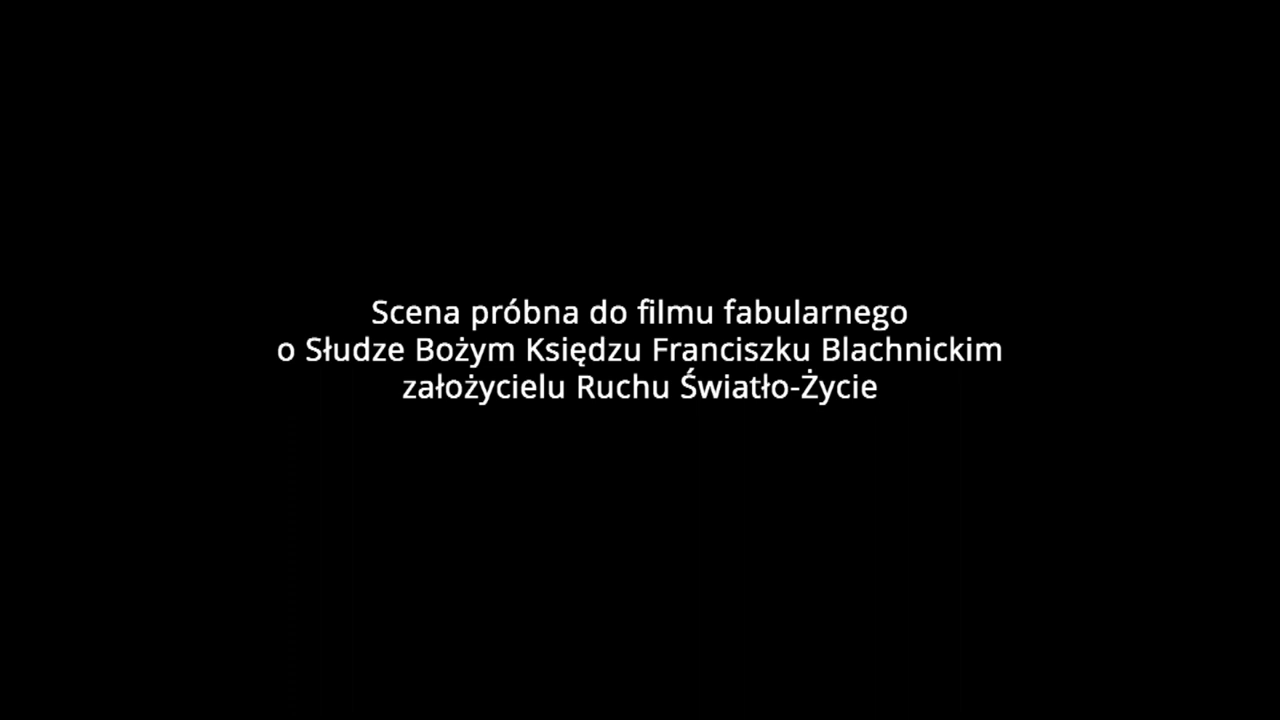 Scena próbna do filmu fabularnego
o Słudze Bożym Księdzu Franciszku Blachnickim
założycielu Ruchu Światło-Życie